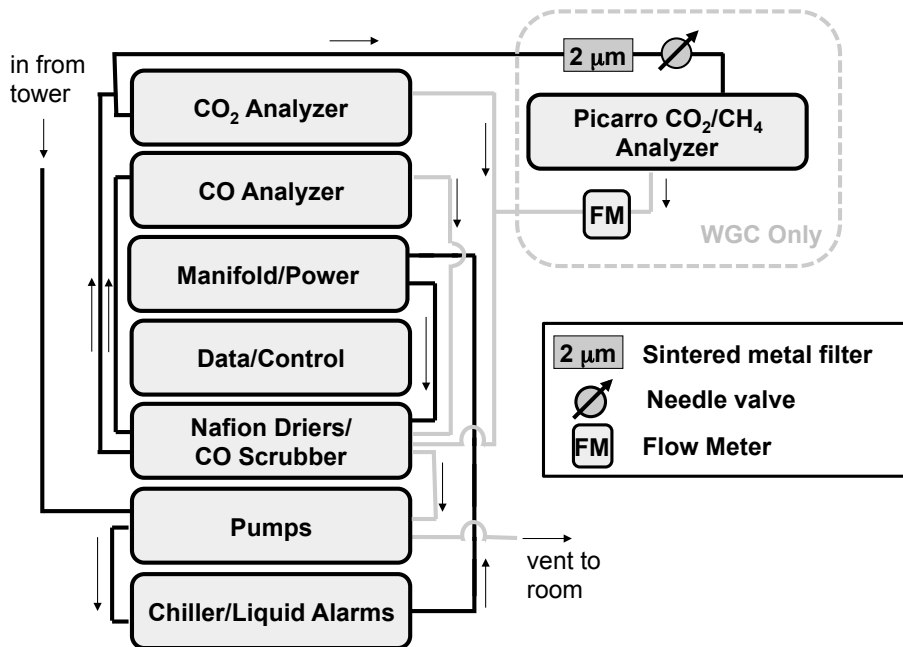 in from
tower
CO₂ Analyzer
CO Analyzer
Manifold/Power
Data/Control
Nafion Driers/
CO Scrubber
Pumps
Chiller/Liquid Alarms
2 μm
Picarro CO₂/CH₄
Analyzer
FM
WGC Only
2 μm Sintered metal filter
Needle valve
FM Flow Meter
vent to
room